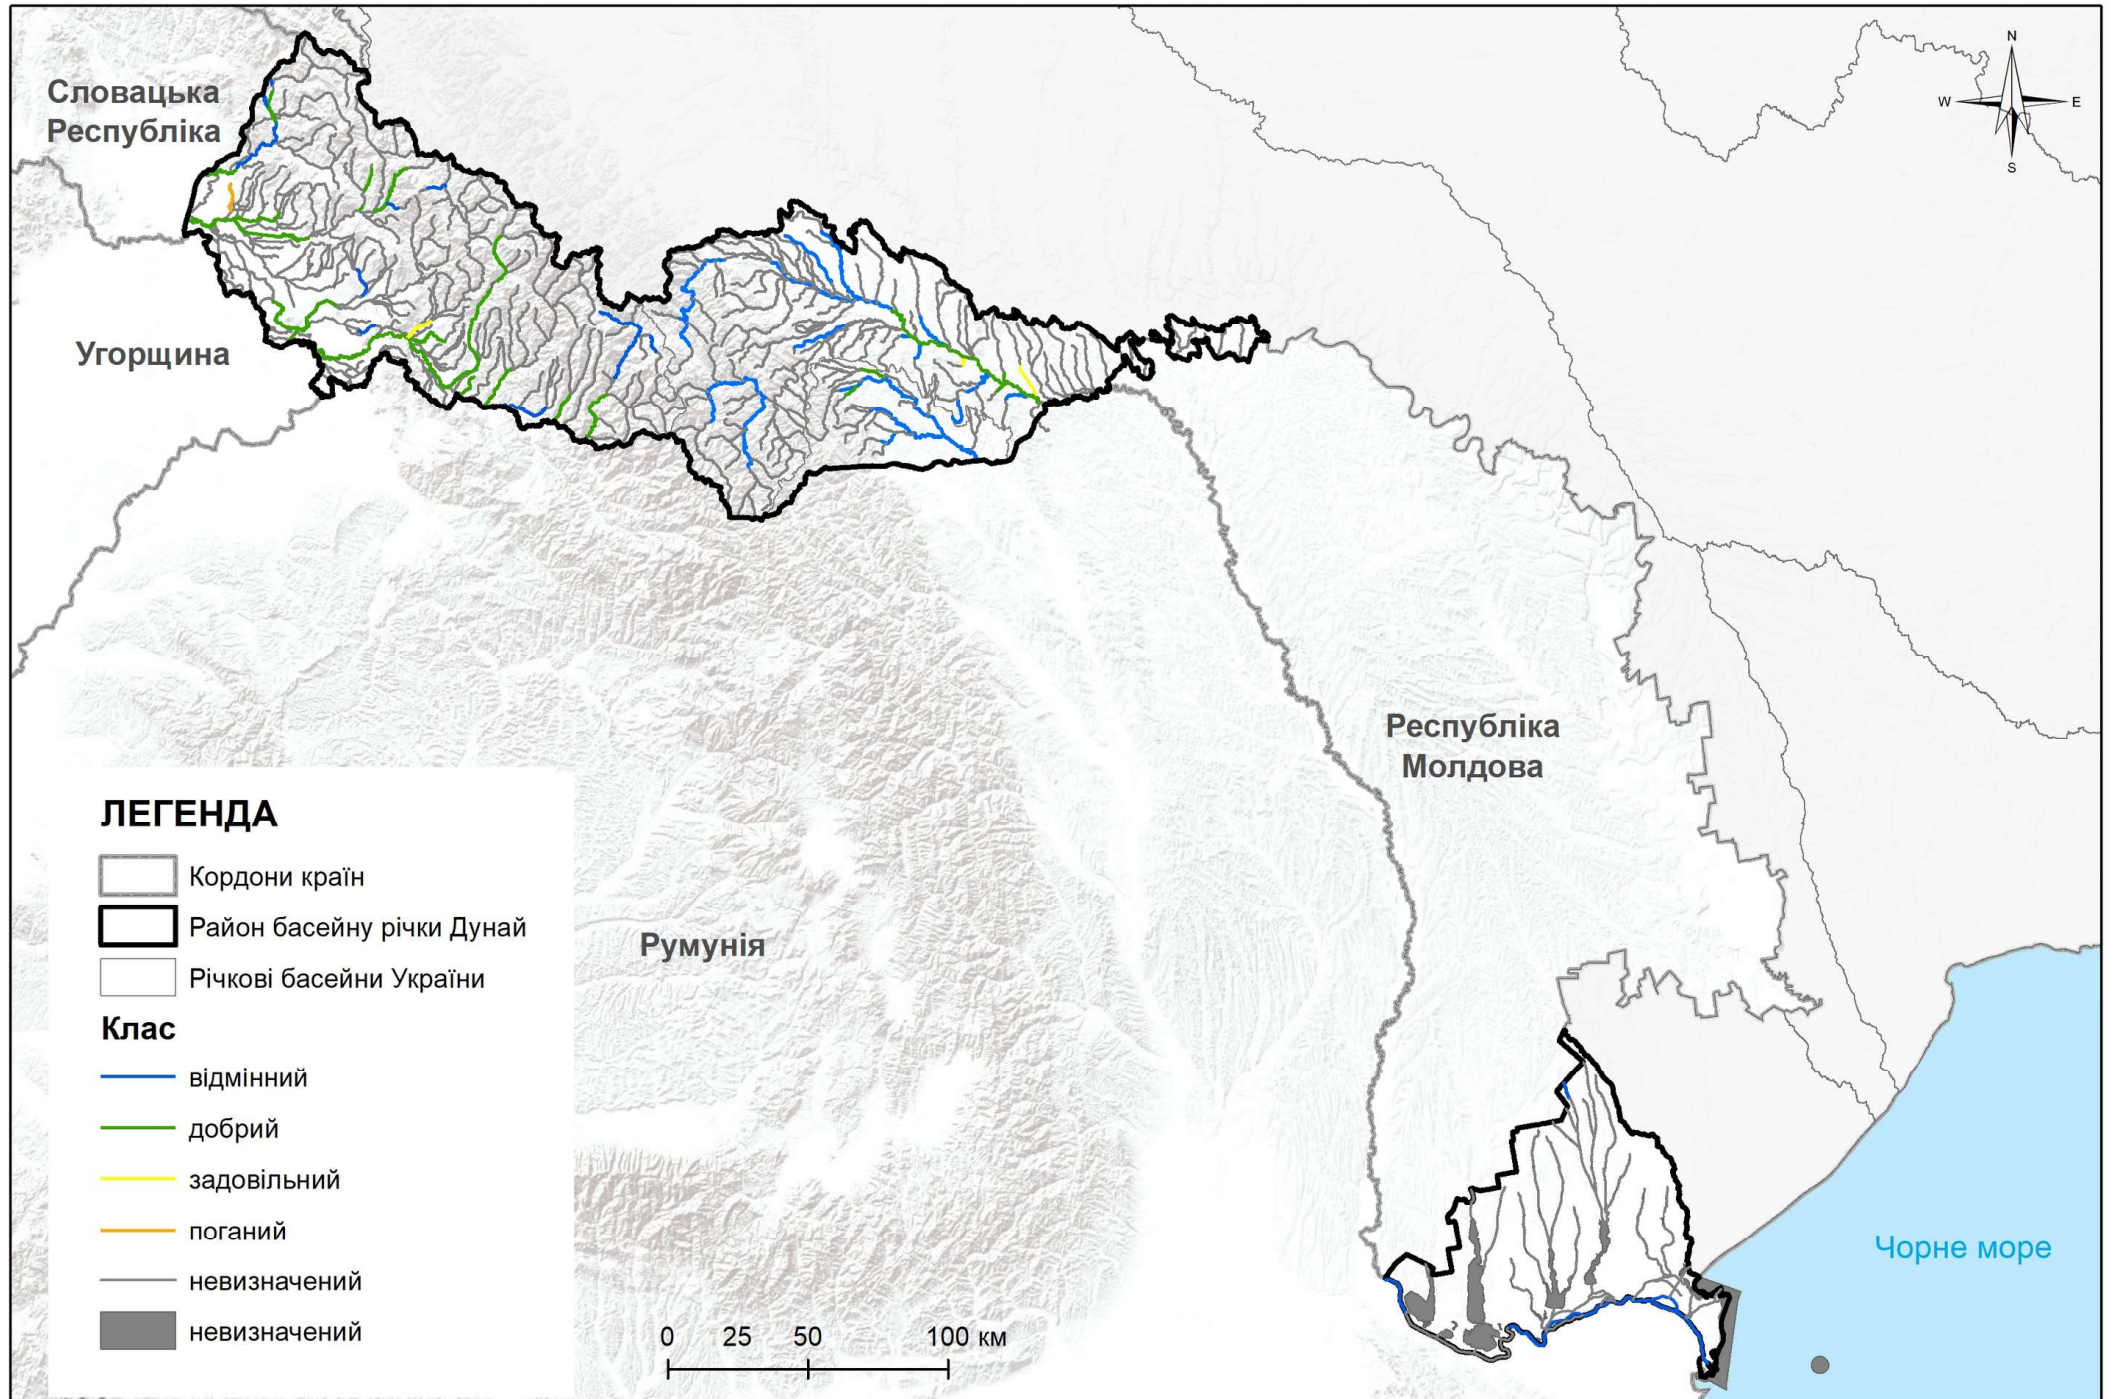 N
W
E
S
Словацька
Республіка
Угорщина
Республіка
Молдова
Румунія
Чорне море
ЛЕГЕНДА
Кордони країн
Район басейну річки Дунай
Річкові басейни України
Клас
відмінний
добрий
задовільний
поганий
невизначений
невизначений
0 25 50 100 км